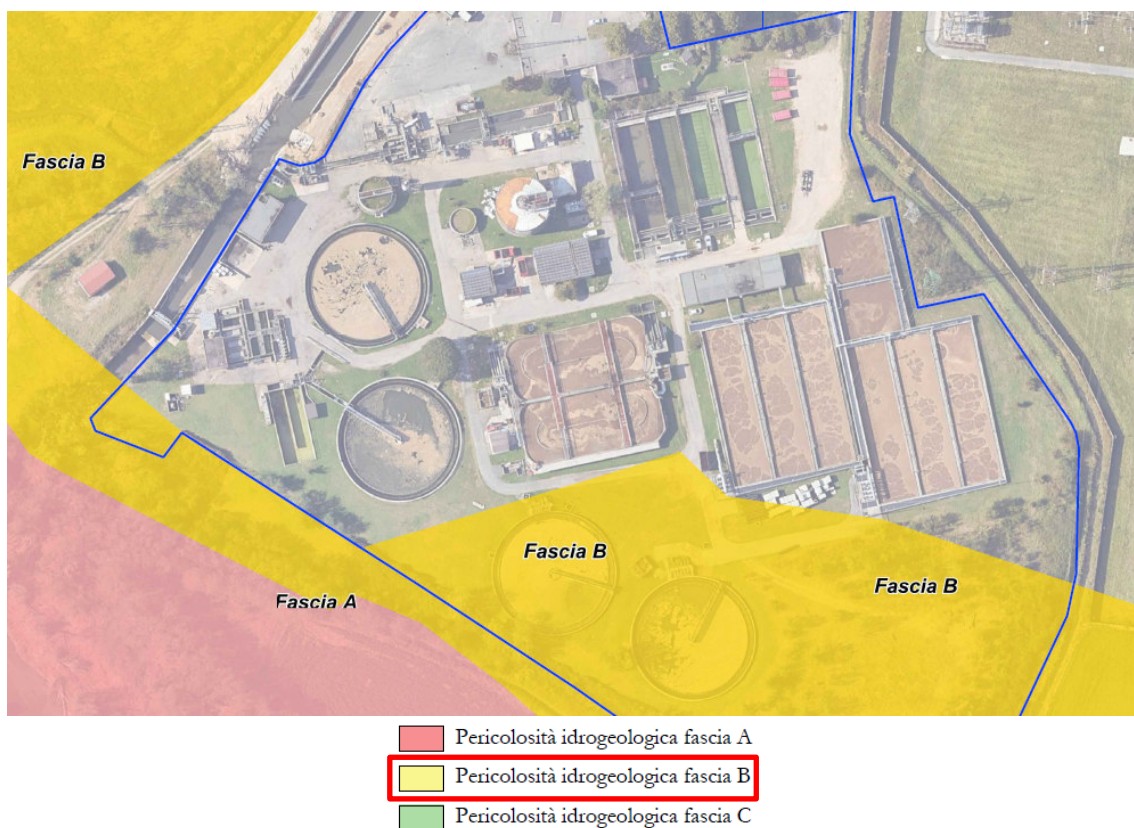 Fascia B
Fascia B
Fascia B
Fascia A
Pericolosità idrogeologica fascia A
Pericolosità idrogeologica fascia B
Pericolosità idrogeologica fascia C